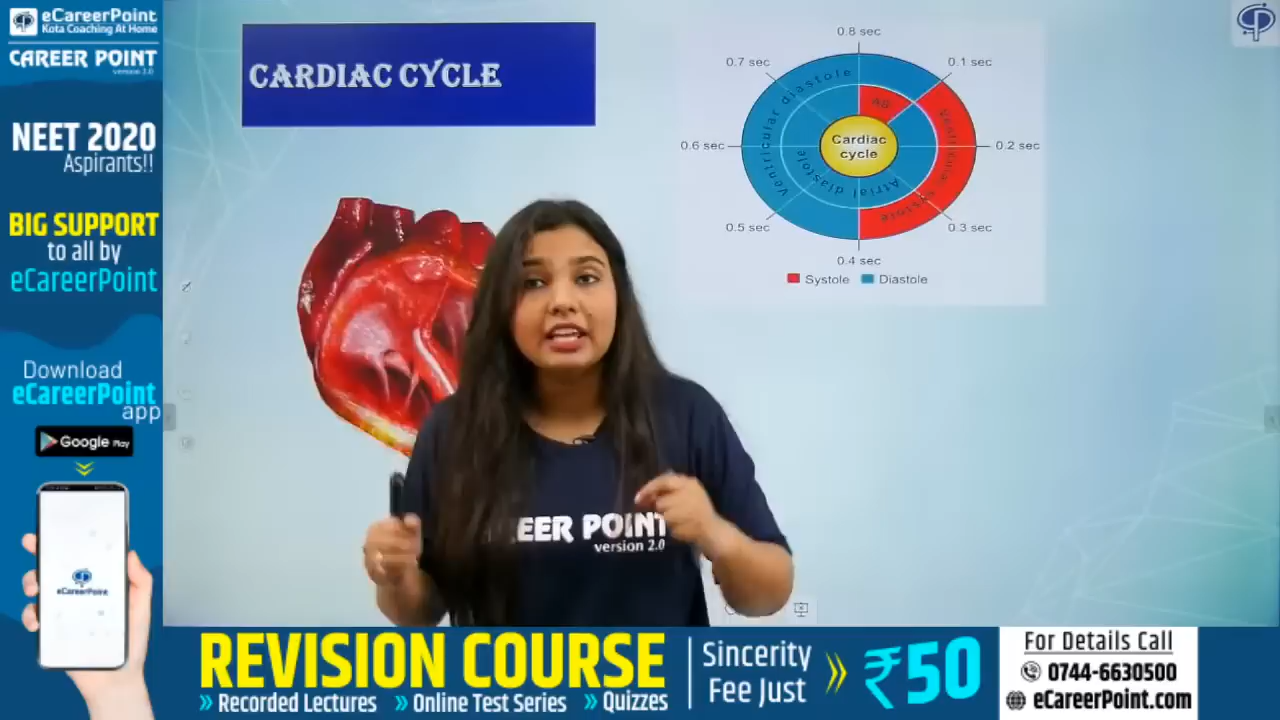 eCareerPoint
Kota Coaching At Home
CAREER POINT
version 2.0
NEET 2020
Aspirants!!
BIG SUPPORT
to all by
eCareerPoint
Download
eCareerPoint
app
Google Play
eCareerPoint
CARDIAC CYCLE
0.8 sec
0.7 sec
0.1 sec
0.6 sec
0.2 sec
0.5 sec
0.3 sec
0.4 sec
Ventricular diastole
AS
Ventricular systole
Atrial diastole
Cardiac
cycle
Systole
Diastole
EER POINT
version 2.0
REVISION COURSE
» Recorded Lectures » Online Test Series » Quizzes
Sincerity
Fee Just
» ₹50
For Details Call
0744-6630500
eCareerPoint.com